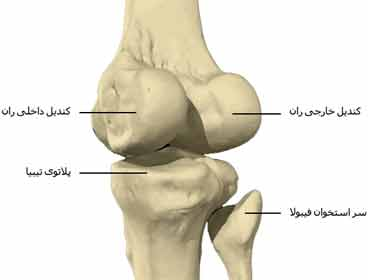 کندیل خارجی ران
کندیل داخلی ران
پلاتوی تیبیا
سر استخوان فیبولا